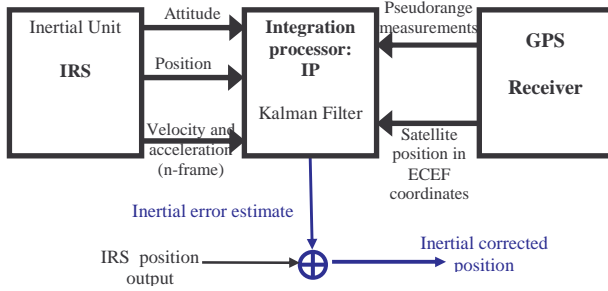 Inertial Unit
IRS
Attitude
Position
Velocity and
acceleration
(n-frame)
Integration
processor:
IP
Kalman Filter
Pseudorange
measurements
Satellite
position in
ECEF
coordinates
GPS
Receiver
Inertial error estimate
IRS position
output
Inertial corrected
position